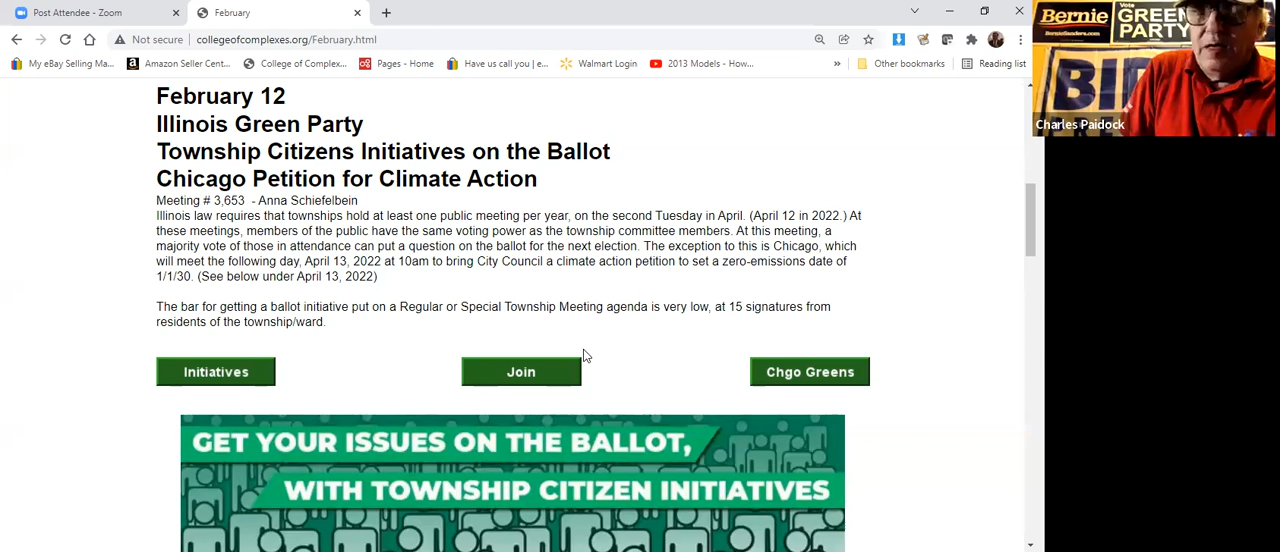 Post Attendee - Zoom
February
Not secure
collegeofcomplexes.org/February.html
My eBay Selling Ma...
Amazon Seller Cent...
College of Complex...
Pages - Home
Have us call you | e...
Walmart Login
2013 Models - How...
»
Other bookmarks
Reading list
February 12
Illinois Green Party
Township Citizens Initiatives on the Ballot
Chicago Petition for Climate Action
Meeting # 3,653 - Anna Schiefelbein
Illinois law requires that townships hold at least one public meeting per year, on the second Tuesday in April. (April 12 in 2022.) At
these meetings, members of the public have the same voting power as the township committee members. At this meeting, a
majority vote of those in attendance can put a question on the ballot for the next election. The exception to this is Chicago, which
will meet the following day, April 13, 2022 at 10am to bring City Council a climate action petition to set a zero-emissions date of
1/1/30. (See below under April 13, 2022)
The bar for getting a ballot initiative put on a Regular or Special Township Meeting agenda is very low, at 15 signatures from
residents of the township/ward.
Initiatives
Join
Chgo Greens
GET YOUR ISSUES ON THE BALLOT,
WITH TOWNSHIP CITIZEN INITIATIVES
Bernie
BernieSanders.com
Vote
GREEN
PARTY
Charles Paidock